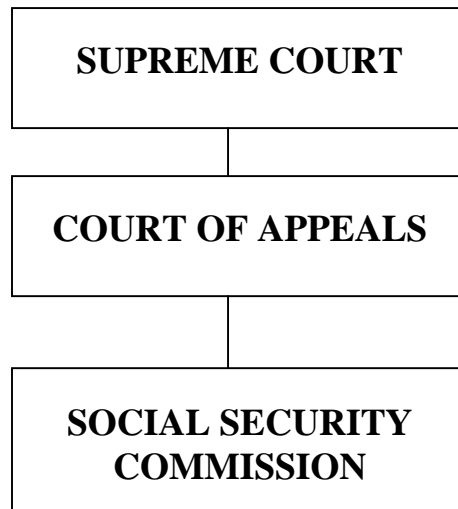 SUPREME COURT
COURT OF APPEALS
SOCIAL SECURITY
COMMISSION